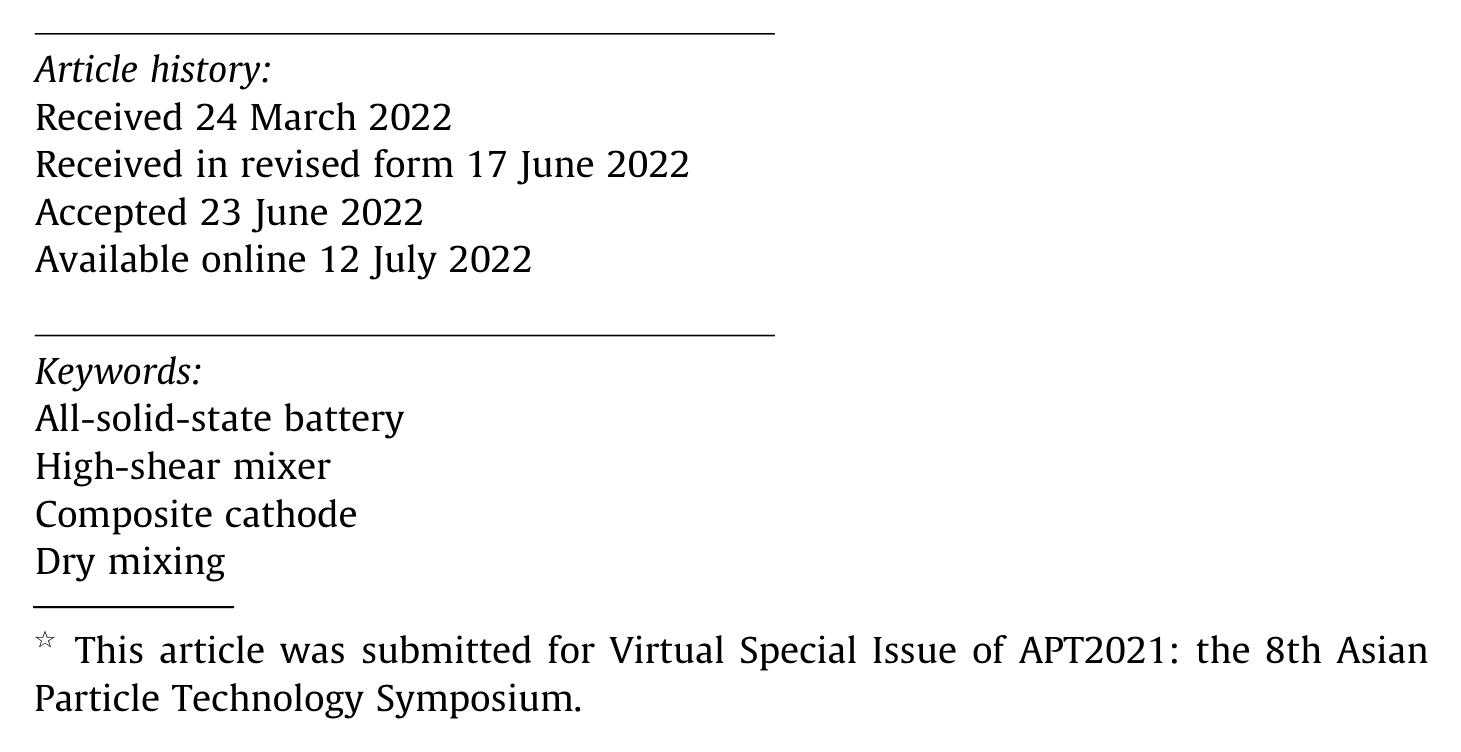 Article history:
Received 24 March 2022
Received in revised form 17 June 2022
Accepted 23 June 2022
Available online 12 July 2022
Keywords:
All-solid-state battery
High-shear mixer
Composite cathode
Dry mixing
☆ This article was submitted for Virtual Special Issue of APT2021: the 8th Asian
Particle Technology Symposium.